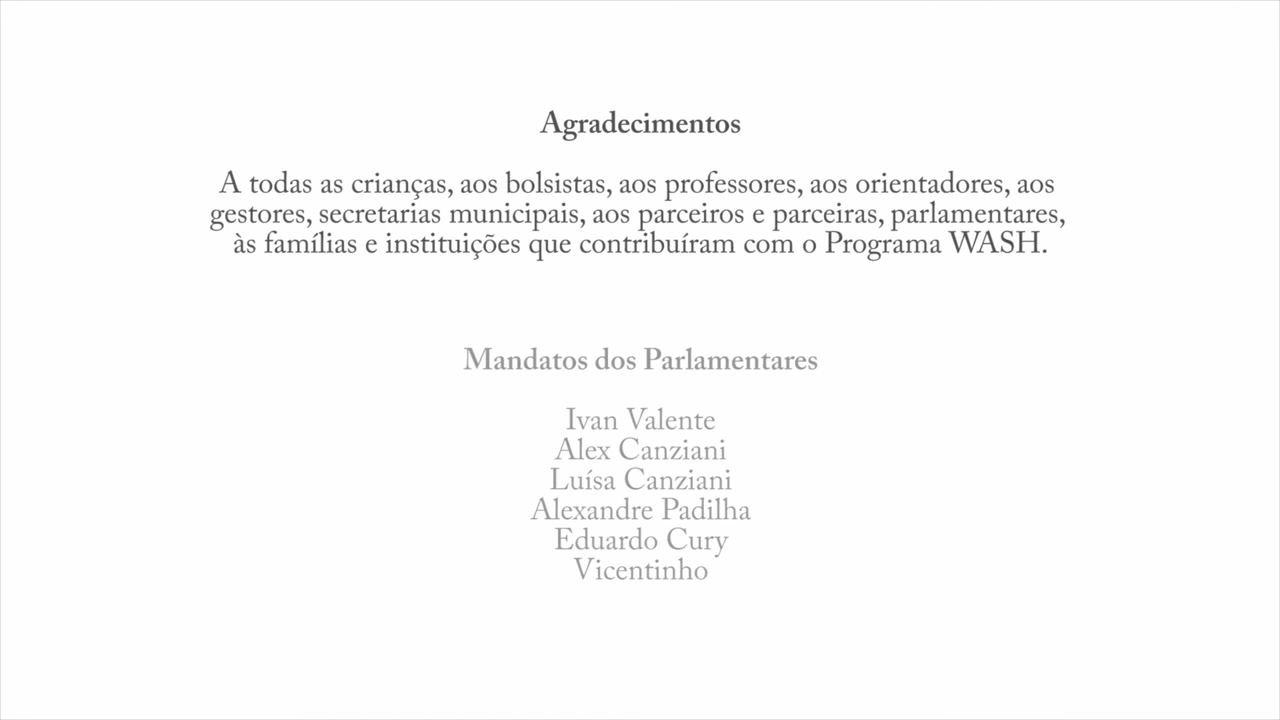 Agradecimentos
A todas as crianças, aos bolsistas, aos professores, aos orientadores, aos
gestores, secretarias municipais, aos parceiros e parceiras, parlamentares,
às famílias e instituições que contribuíram com o Programa WASH.
Mandatos dos Parlamentares
Ivan Valente
Alex Canziani
Luísa Canziani
Alexandre Padilha
Eduardo Cury
Vicentinho